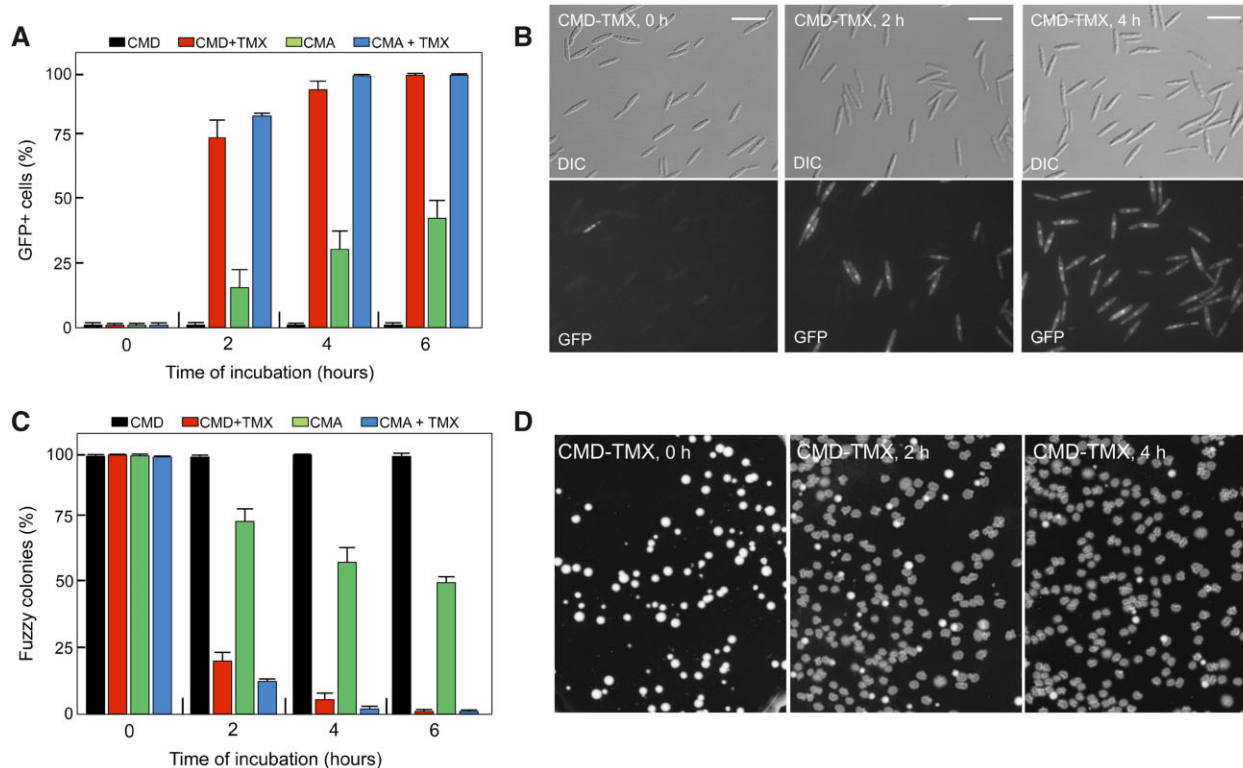 A
CMD CMD+TMX CMA CMA + TMX
100
75
50
25
0
GFP+ cells (%)
0 2 4 6
Time of incubation (hours)
B
CMD-TMX, 0 h CMD-TMX, 2 h CMD-TMX, 4 h
DIC DIC DIC
GFP GFP GFP
C
CMD CMD+TMX CMA CMA + TMX
100
75
50
25
0
Fuzzy colonies (%)
0 2 4 6
Time of incubation (hours)
D
CMD-TMX, 0 h CMD-TMX, 2 h CMD-TMX, 4 h